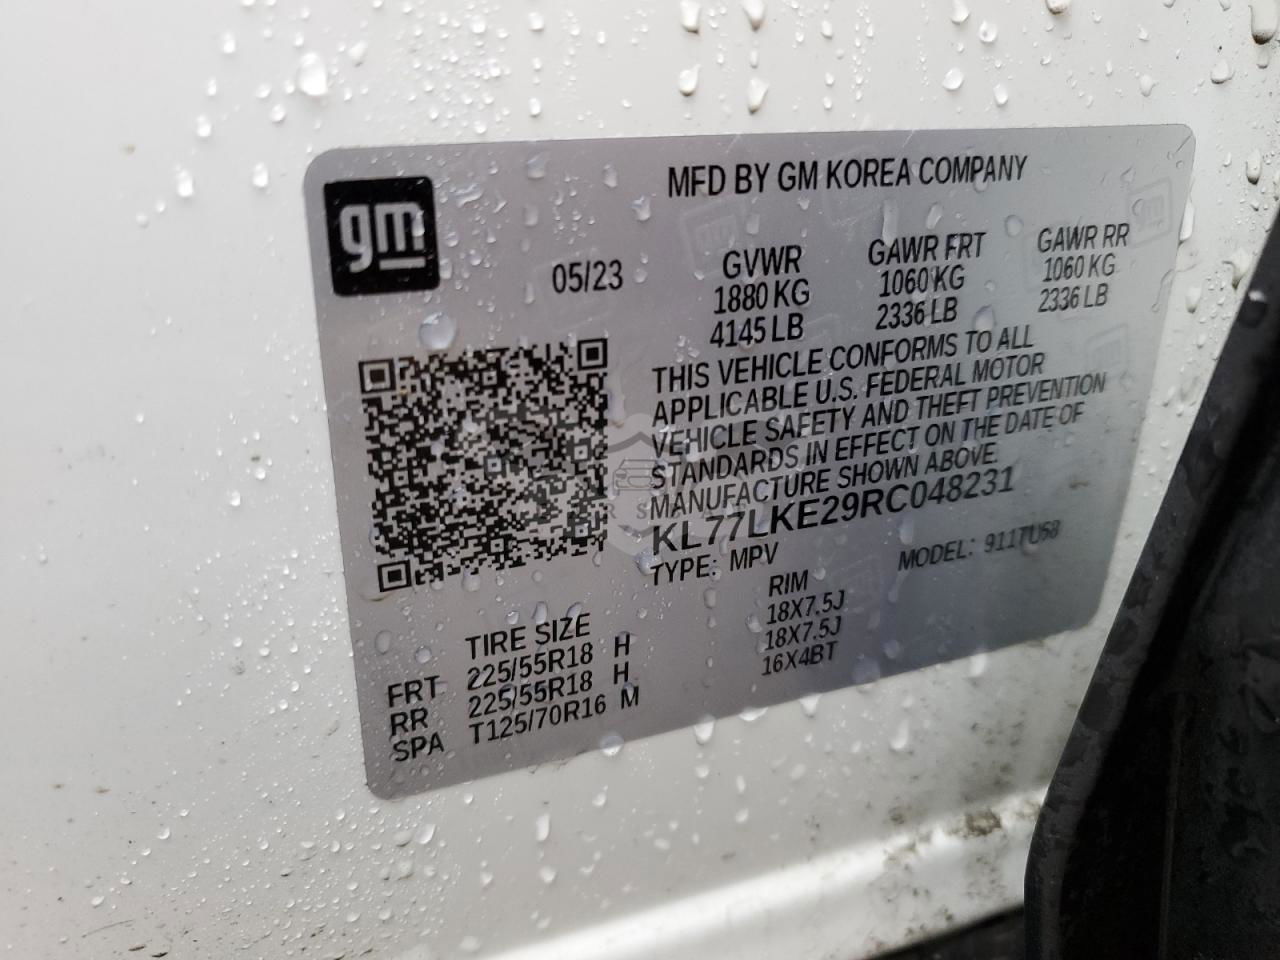 gm
MFD BY GM KOREA COMPANY
05/23
GVWR
1880 KG
4145 LB
GAWR FRT
1060 KG
2336 LB
GAWR RR
1060 KG
2336 LB
THIS VEHICLE CONFORMS TO ALL
APPLICABLE U.S. FEDERAL MOTOR
VEHICLE SAFETY AND THEFT PREVENTION
STANDARDS IN EFFECT ON THE DATE OF
MANUFACTURE SHOWN ABOVE.
KL77LKE29RC048231
TYPE: MPV
MODEL: 911TU58
TIRE SIZE RIM
FRT 225/55R18 H 18X7.5J
RR 225/55R18 H 18X7.5J
SPA T125/70R16 M 16X4BT